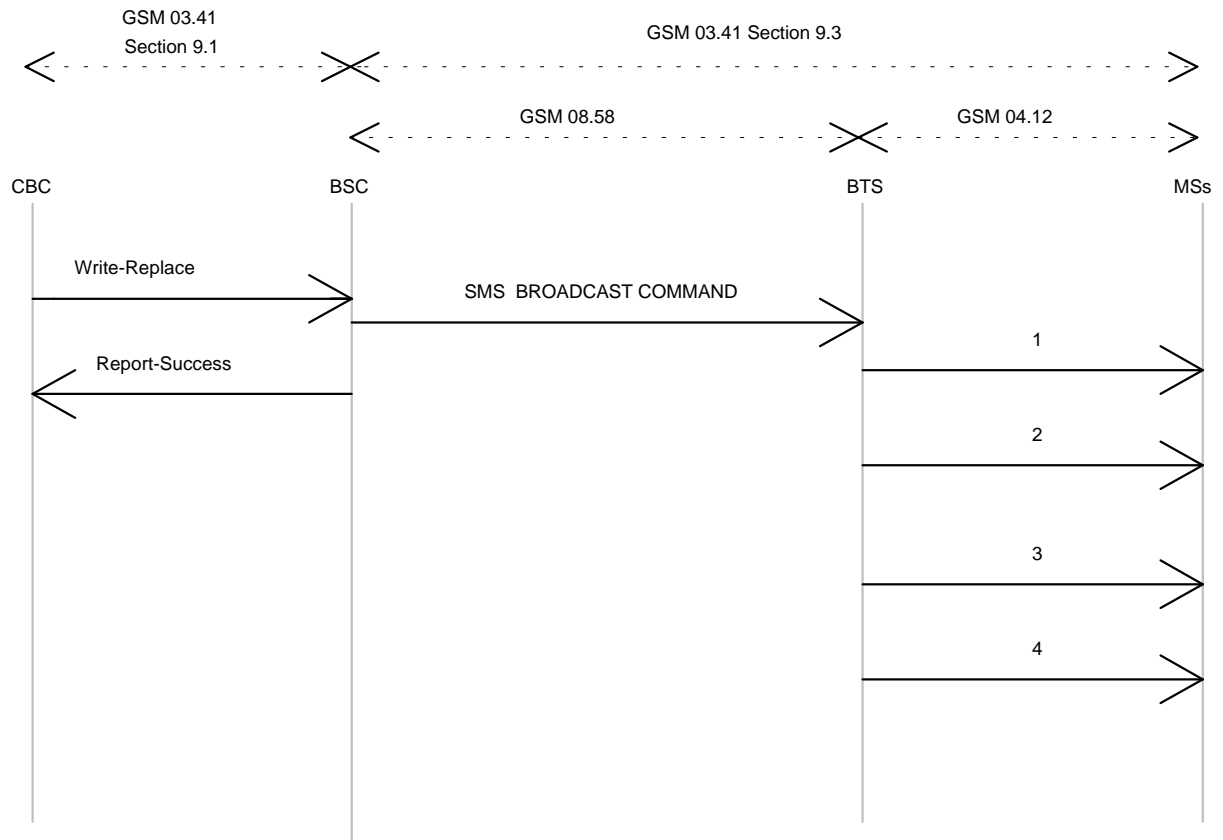 GSM 03.41
Section 9.1
GSM 03.41 Section 9.3
GSM 08.58
GSM 04.12
CBC
BSC
BTS
MSs
Write-Replace
SMS BROADCAST COMMAND
1
Report-Success
2
3
4